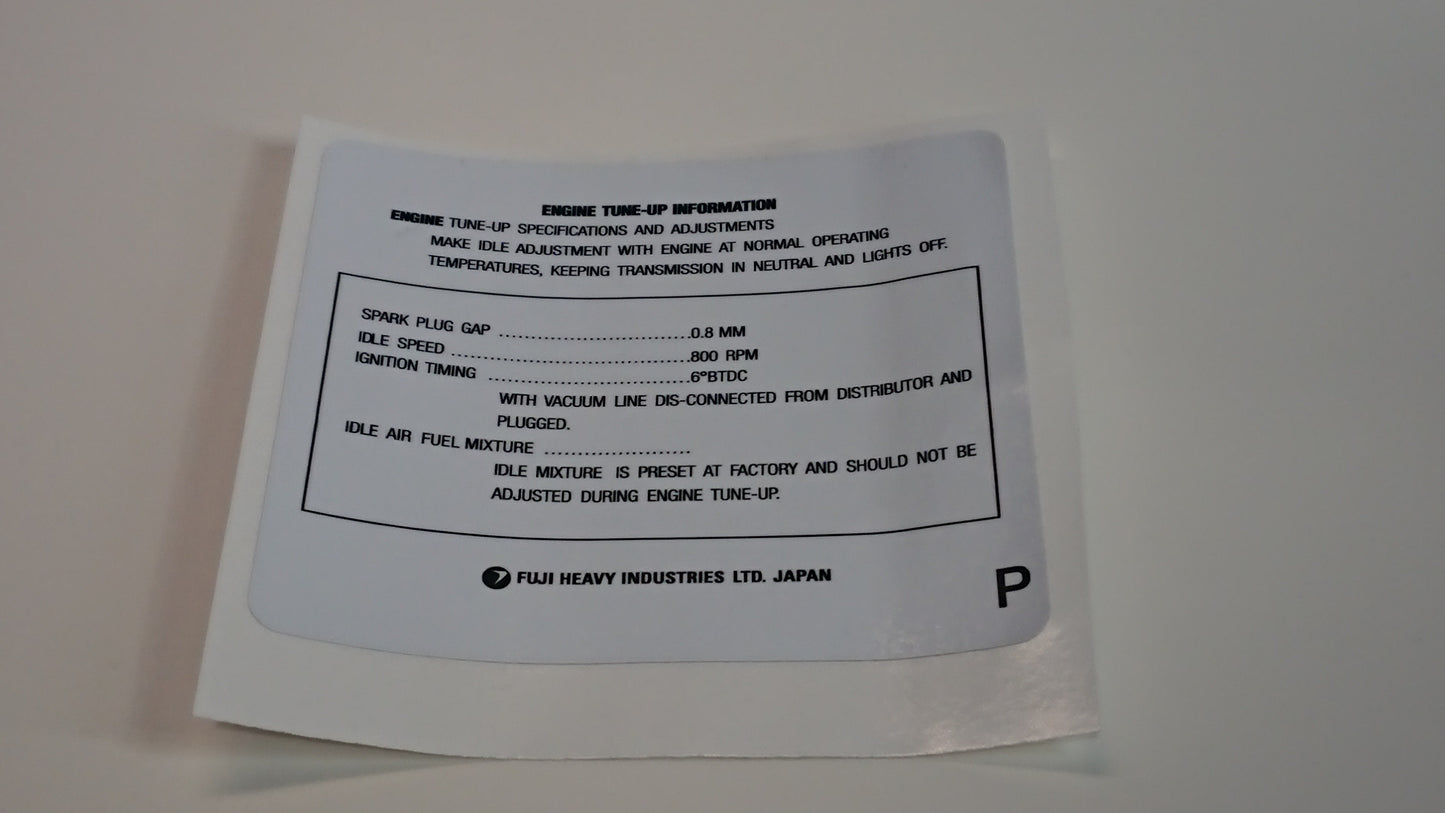 ENGINE TUNE-UP INFORMATION
ENGINE TUNE-UP SPECIFICATIONS AND ADJUSTMENTS
MAKE IDLE ADJUSTMENT WITH ENGINE AT NORMAL OPERATING
TEMPERATURES, KEEPING TRANSMISSION IN NEUTRAL AND LIGHTS OFF.
SPARK PLUG GAP ................................0.8 MM
IDLE SPEED ........................................800 RPM
IGNITION TIMING .................................6°BTDC
WITH VACUUM LINE DIS-CONNECTED FROM DISTRIBUTOR AND
PLUGGED.
IDLE AIR FUEL MIXTURE ........................
IDLE MIXTURE IS PRESET AT FACTORY AND SHOULD NOT BE
ADJUSTED DURING ENGINE TUNE-UP.
FUJI HEAVY INDUSTRIES LTD. JAPAN
P